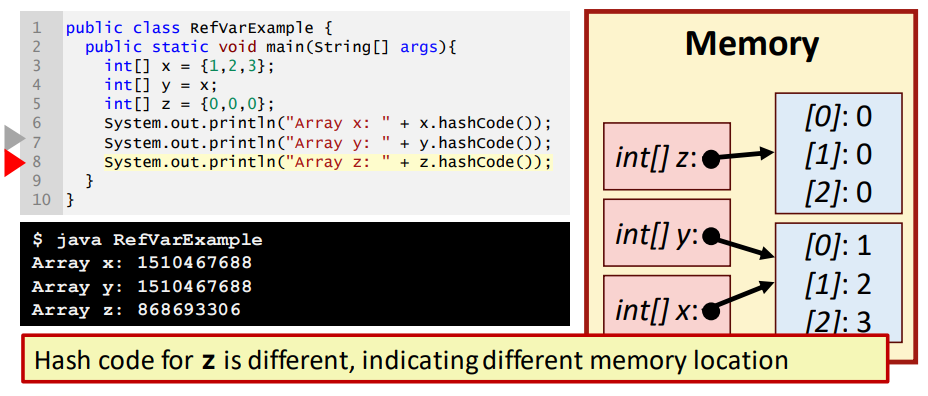 1 public class RefVarExample {
2 public static void main(String[] args){
3 int[] x = {1,2,3};
4 int[] y = x;
5 int[] z = {0,0,0};
6 System.out.println("Array x: " + x.hashCode());
7 System.out.println("Array y: " + y.hashCode());
8 System.out.println("Array z: " + z.hashCode());
9 }
10 }
$ java RefVarExample
Array x: 1510467688
Array y: 1510467688
Array z: 868693306
Memory
int[] z:
[0]: 0
[1]: 0
[2]: 0
int[] y:
int[] x:
[0]: 1
[1]: 2
[2]: 3
Hash code for z is different, indicating different memory location